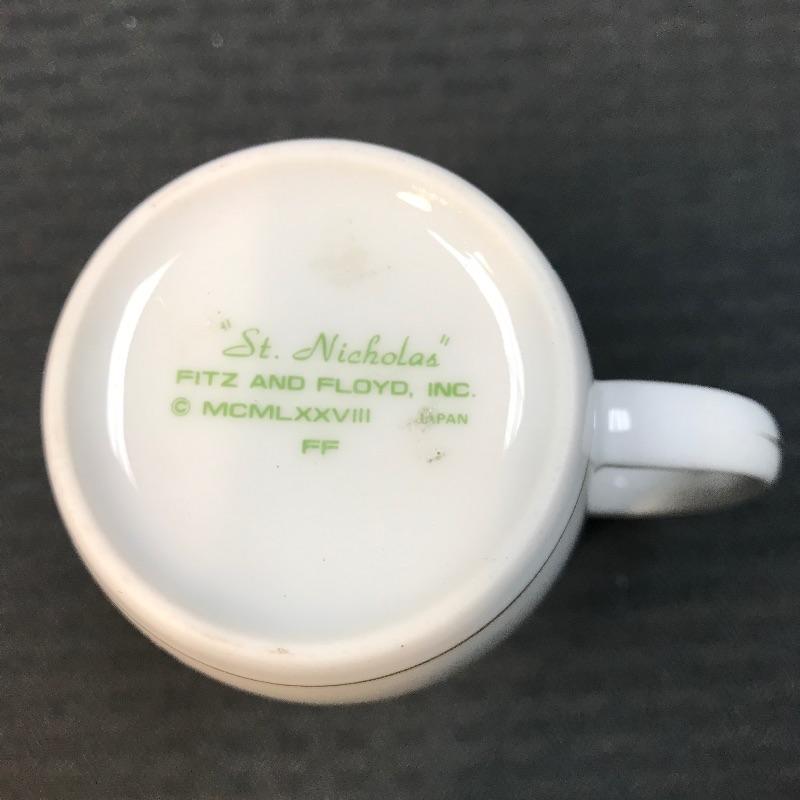 "St. Nicholas"
FITZ AND FLOYD, INC.
© MCMLXXVIII JAPAN
FF